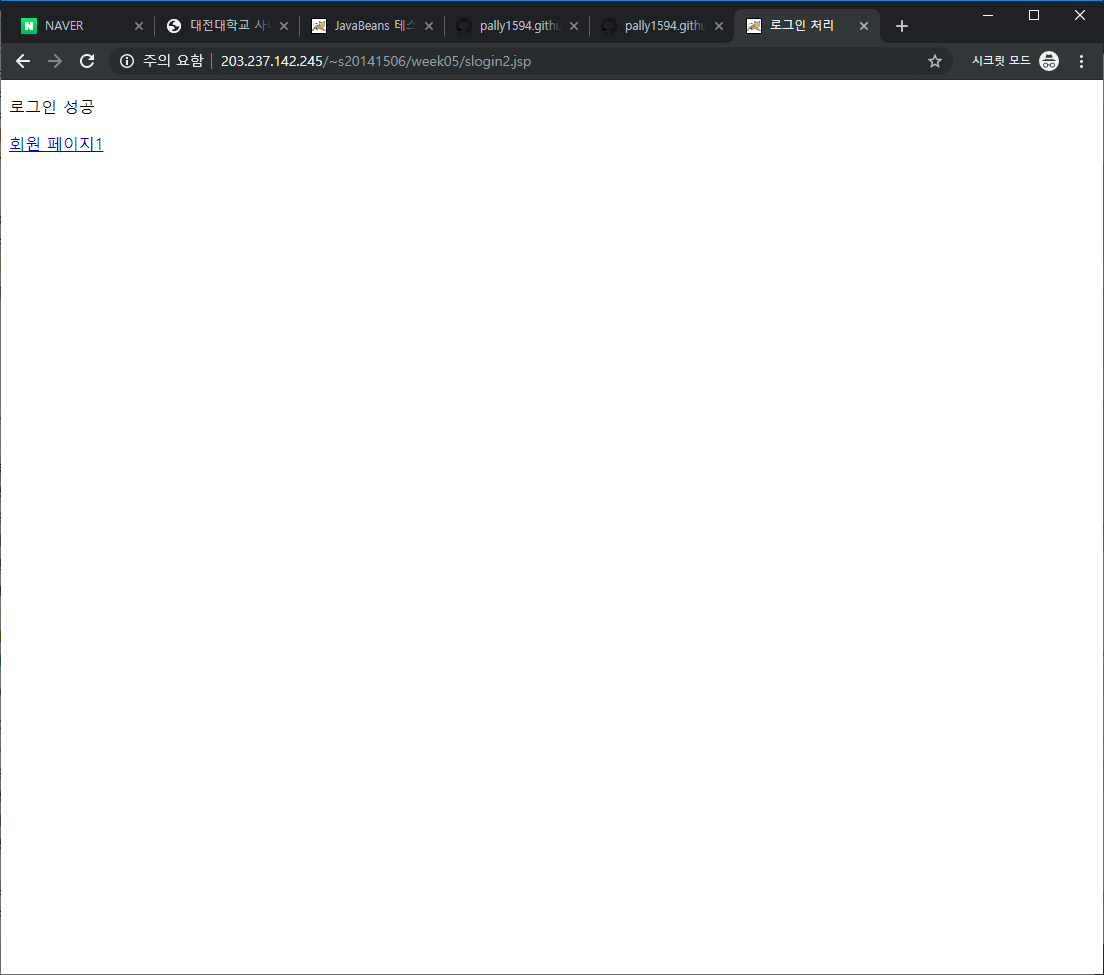 NAVER
대전대학교 사이
JavaBeans 테스
pally1594.githu
pally1594.githu
로그인 처리
주의 요함
203.237.142.245/~s20141506/week05/slogin2.jsp
시크릿 모드
로그인 성공
회원 페이지1